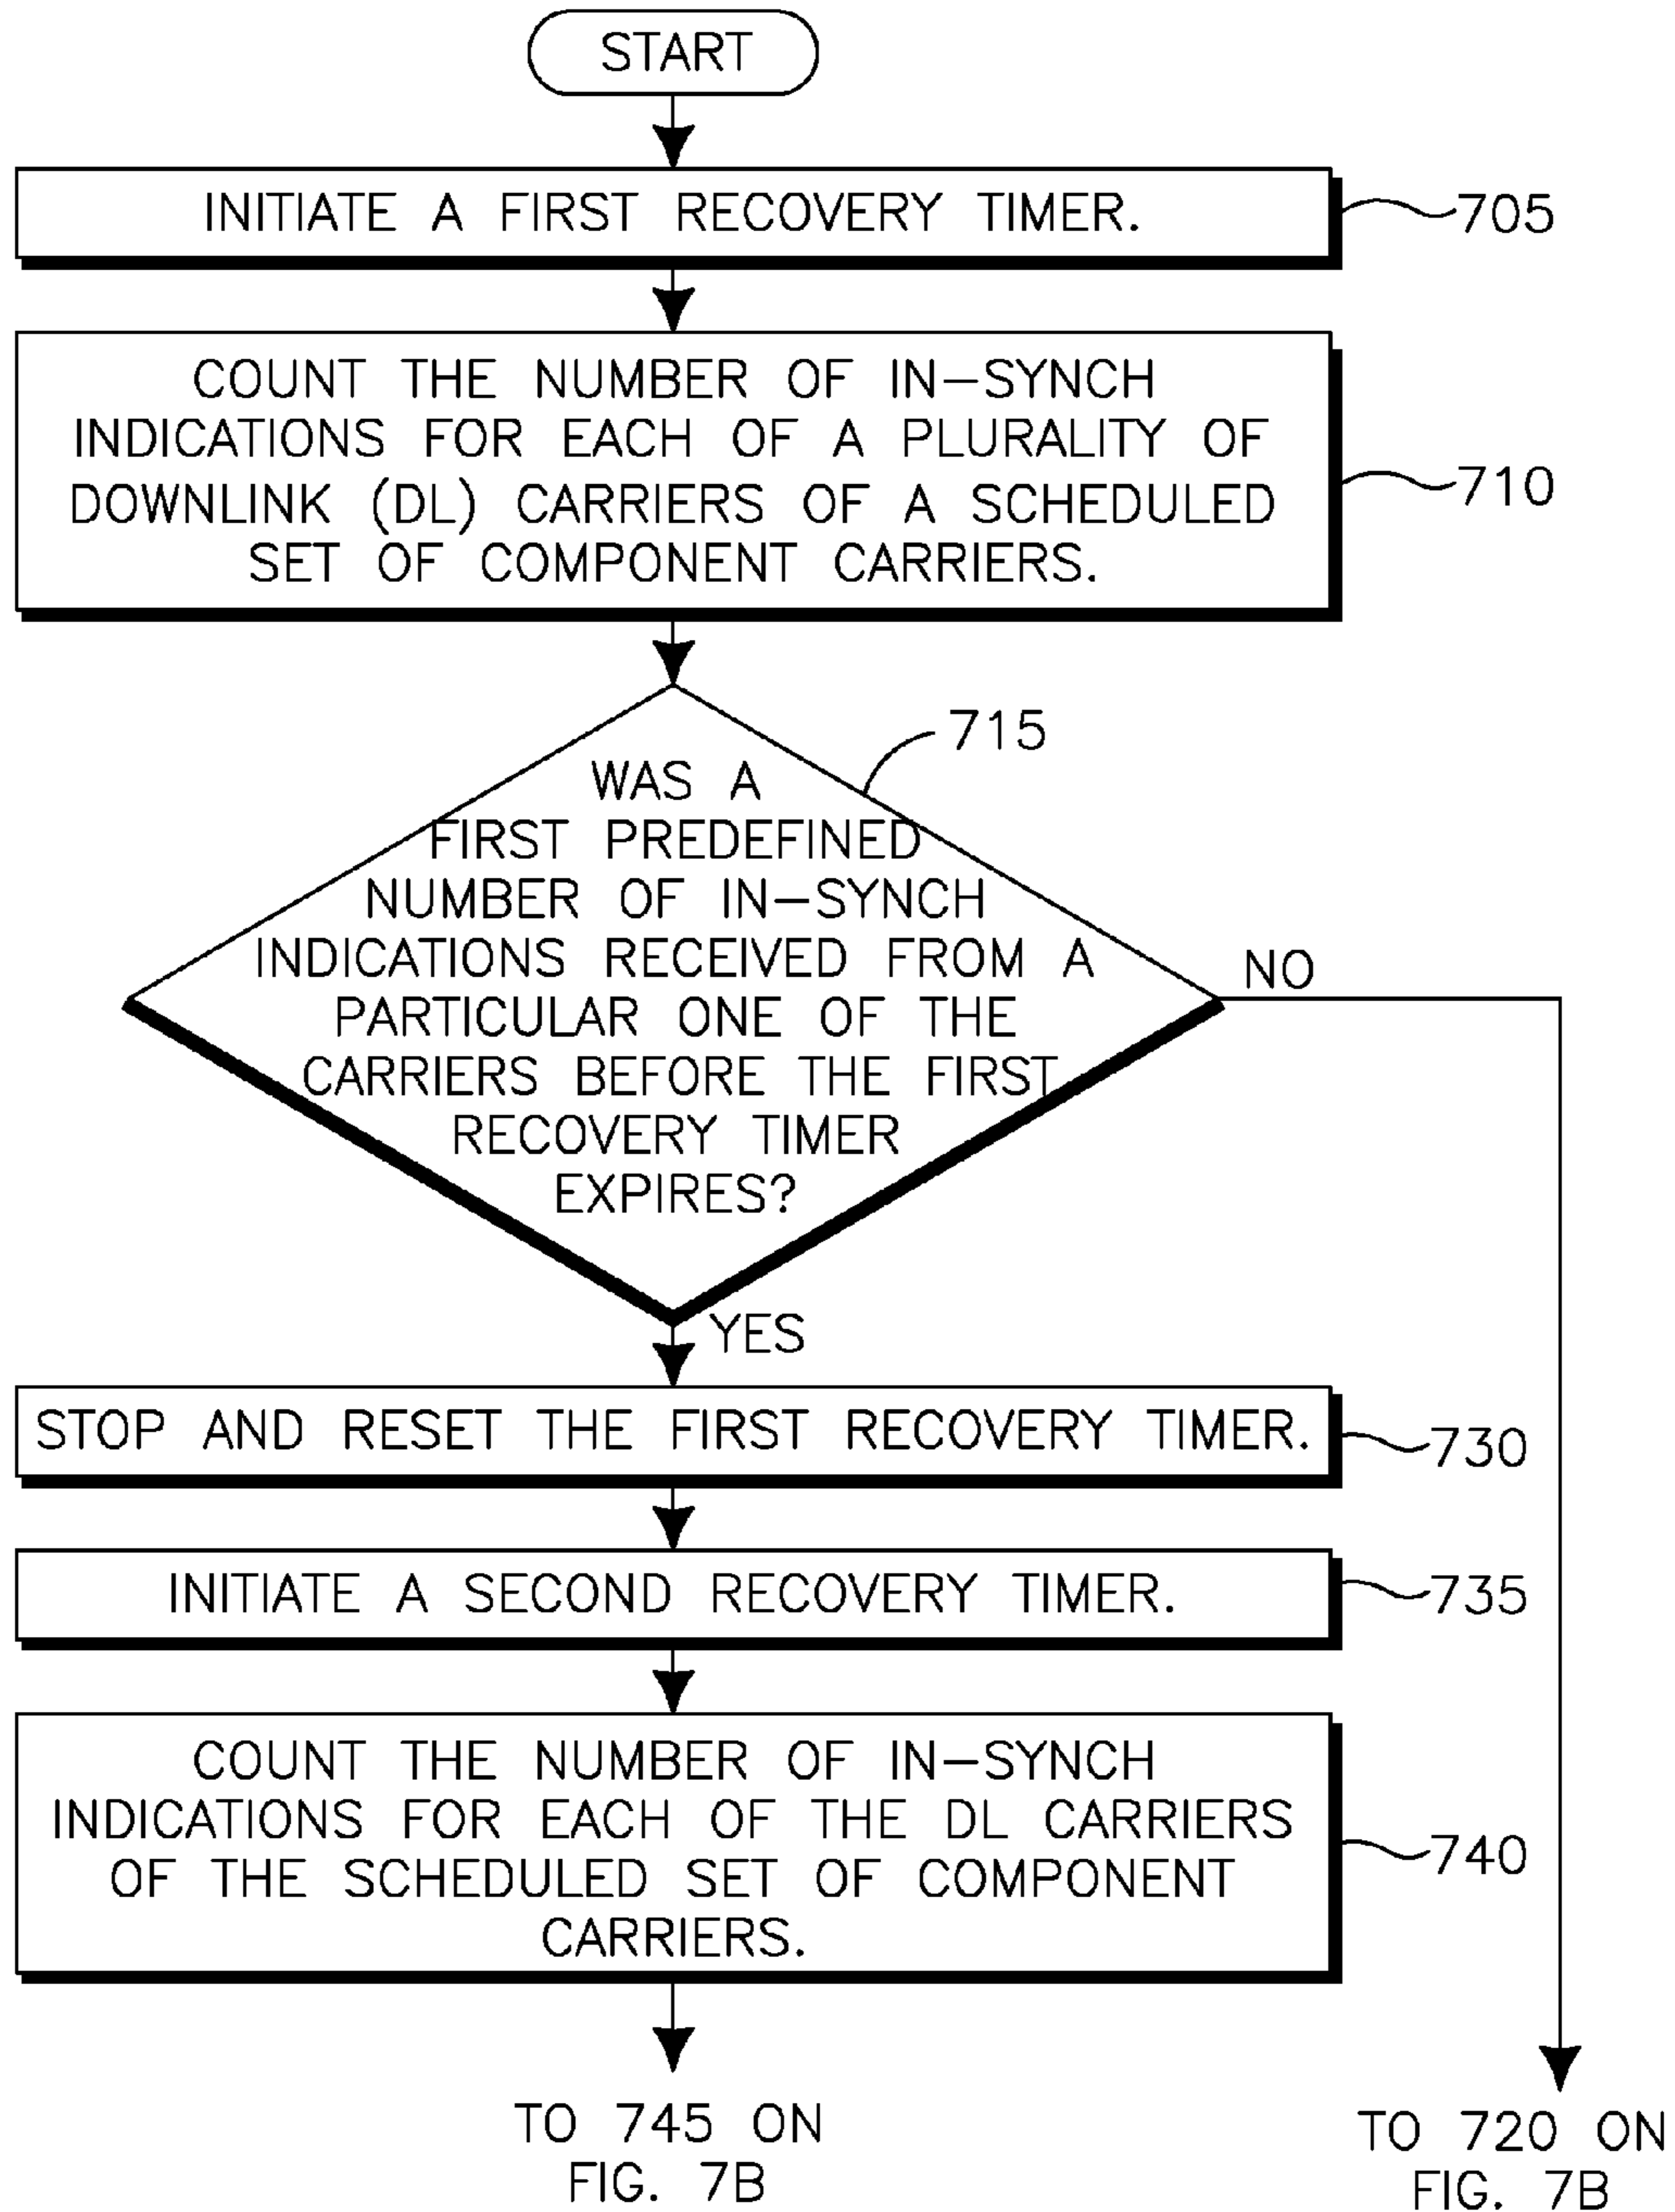 START
INITIATE A FIRST RECOVERY TIMER.
705
COUNT THE NUMBER OF IN-SYNCH
INDICATIONS FOR EACH OF A PLURALITY OF
DOWNLINK (DL) CARRIERS OF A SCHEDULED
SET OF COMPONENT CARRIERS.
710
715
WAS A
FIRST PREDEFINED
NUMBER OF IN-SYNCH
INDICATIONS RECEIVED FROM A
PARTICULAR ONE OF THE
CARRIERS BEFORE THE FIRST
RECOVERY TIMER
EXPIRES?
NO
YES
STOP AND RESET THE FIRST RECOVERY TIMER.
730
INITIATE A SECOND RECOVERY TIMER.
735
COUNT THE NUMBER OF IN-SYNCH
INDICATIONS FOR EACH OF THE DL CARRIERS
OF THE SCHEDULED SET OF COMPONENT
CARRIERS.
740
TO 745 ON
FIG. 7B
TO 720 ON
FIG. 7B